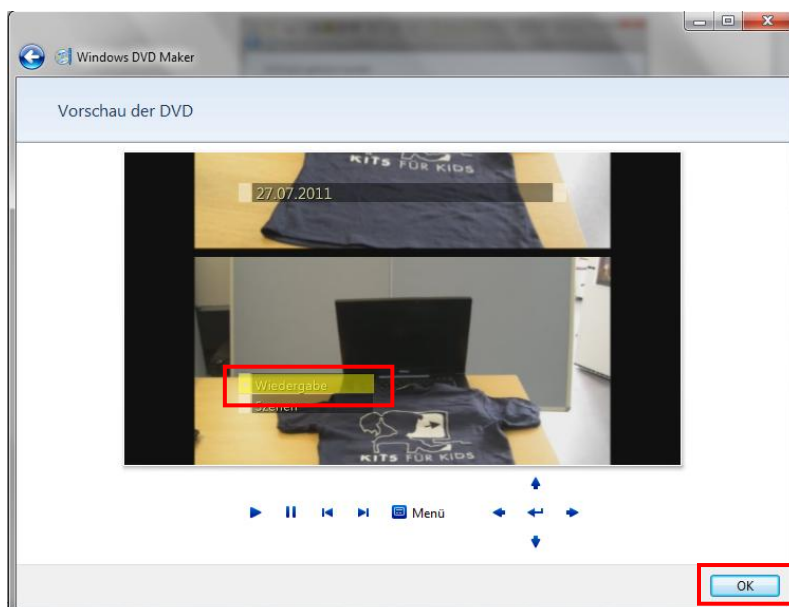 Windows DVD Maker
Vorschau der DVD
KITS FÜR KIDS
27.07.2011
Wiedergabe
Szenen
KITS FÜR KIDS
Menü
OK